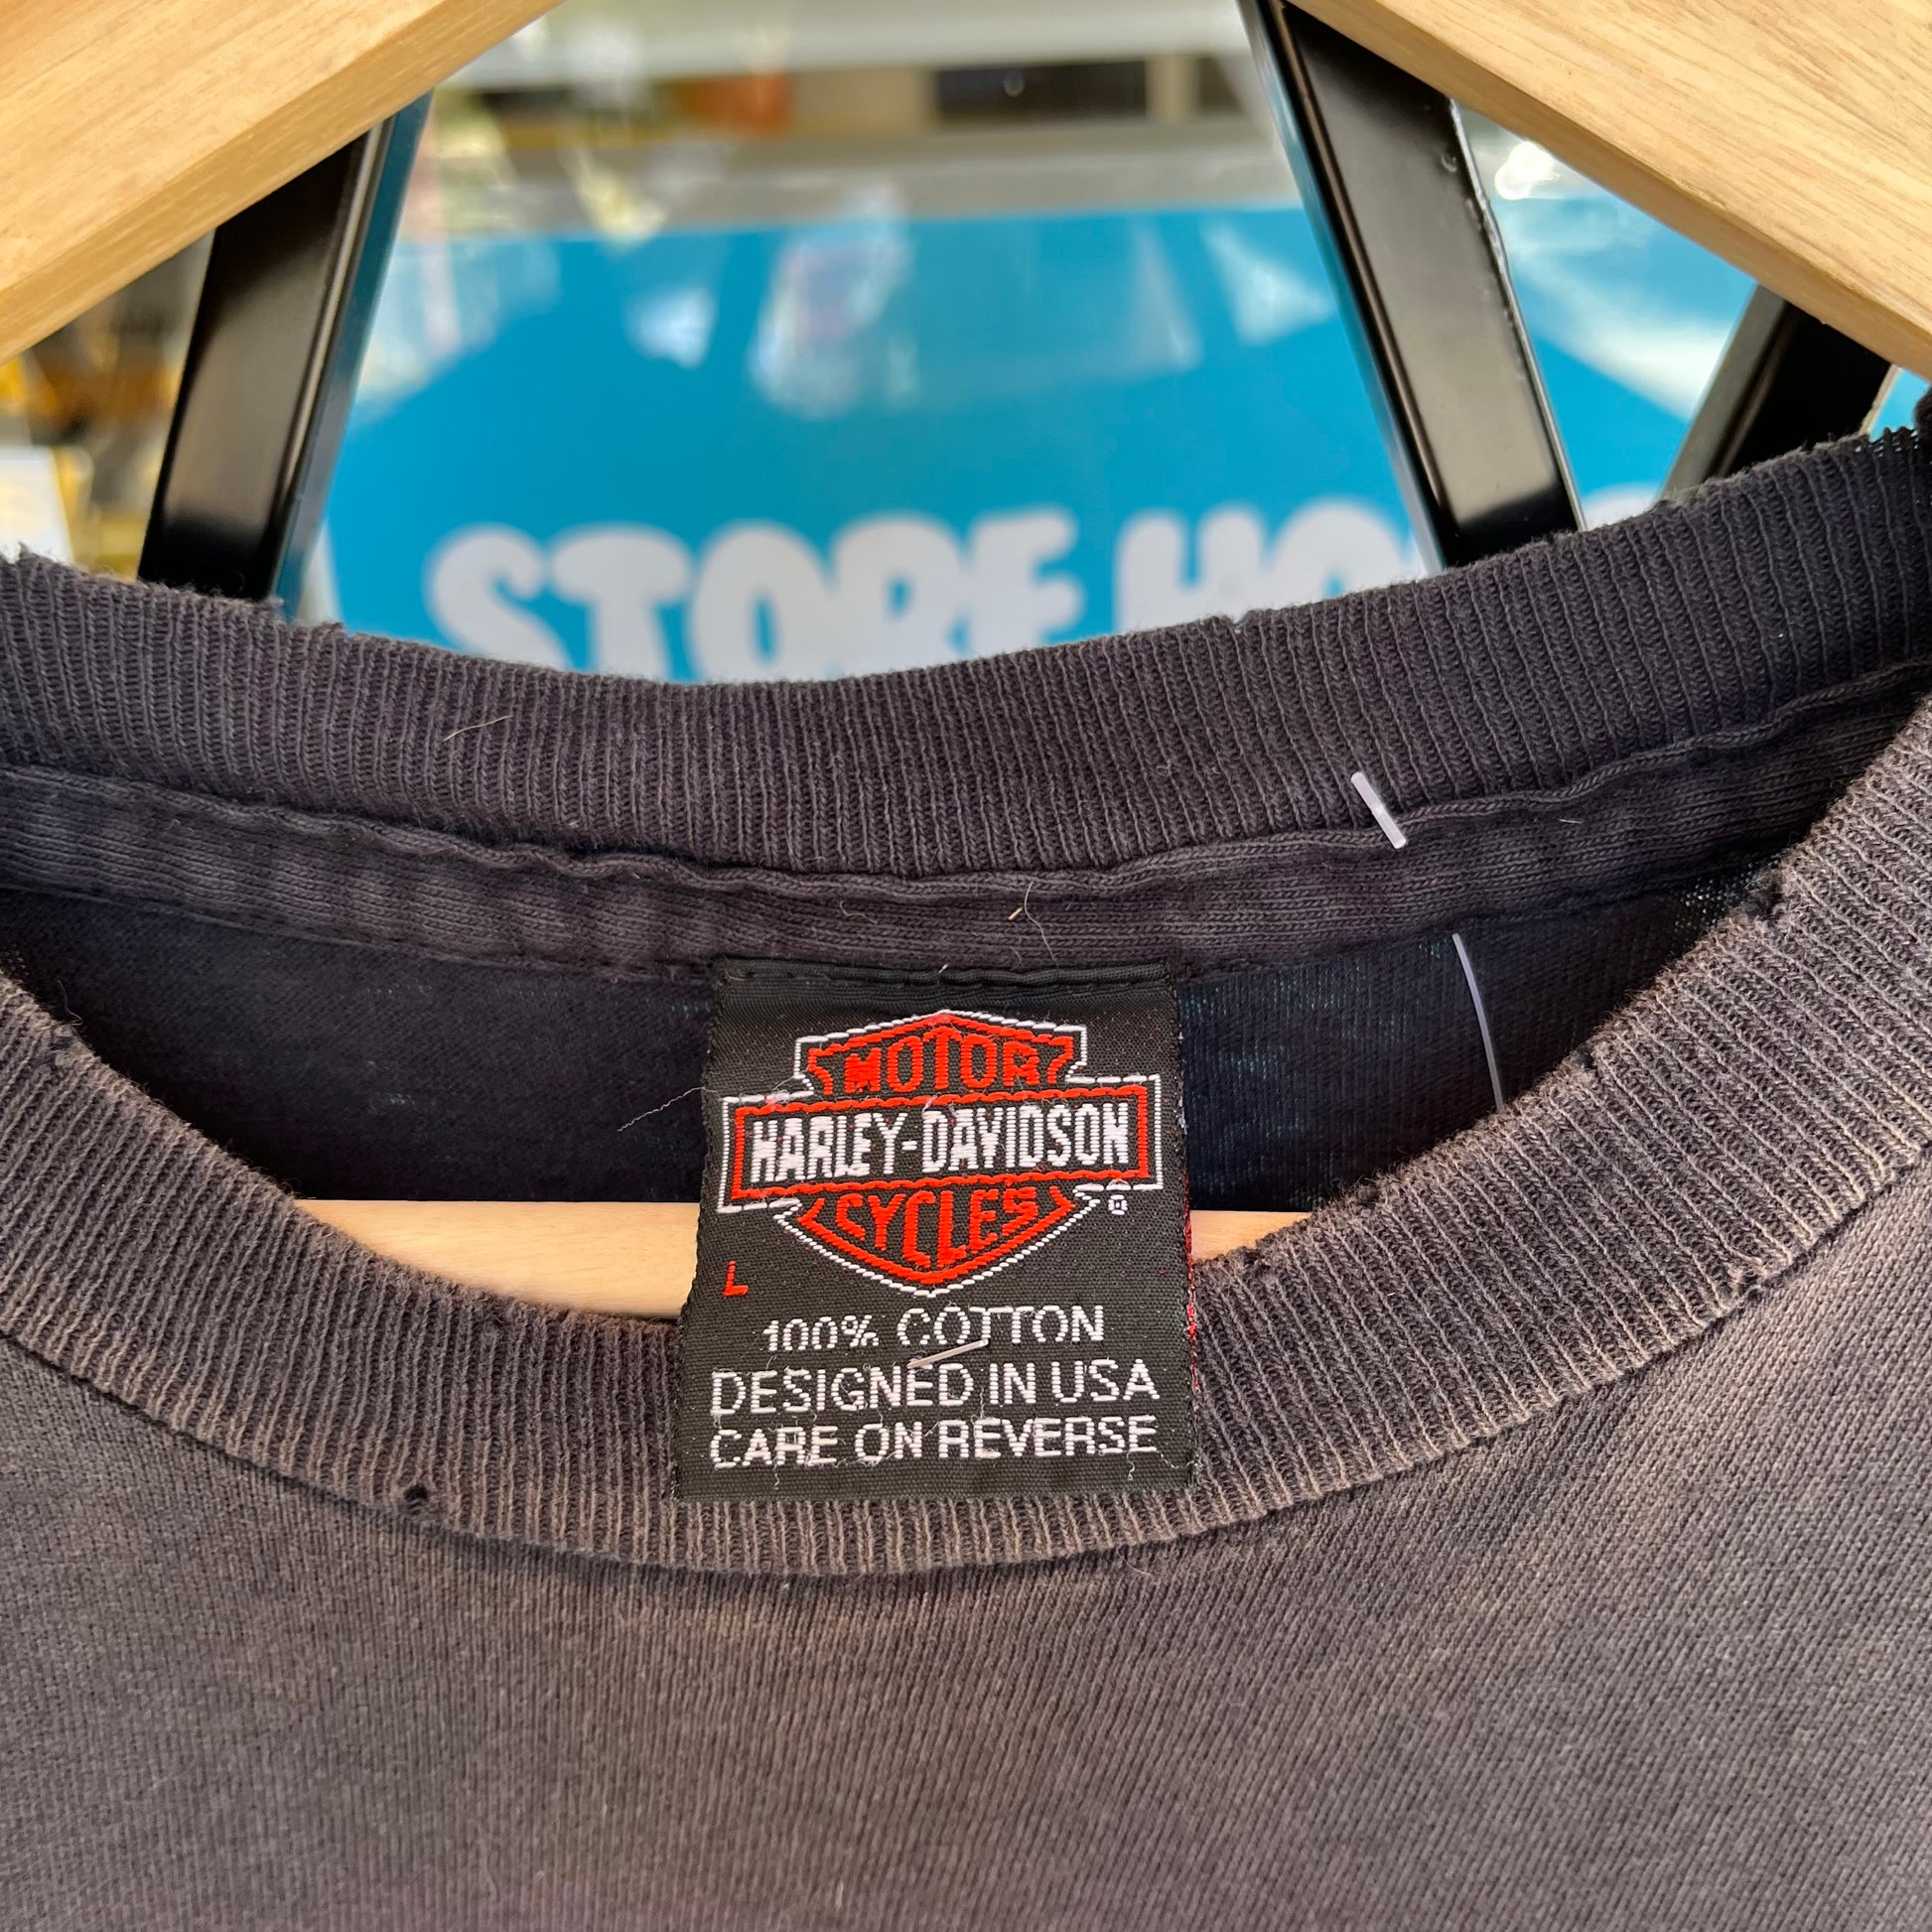 STORE HO
MOTOR
HARLEY-DAVIDSON
CYCLES
®
L
100% COTTON
DESIGNED IN USA
CARE ON REVERSE